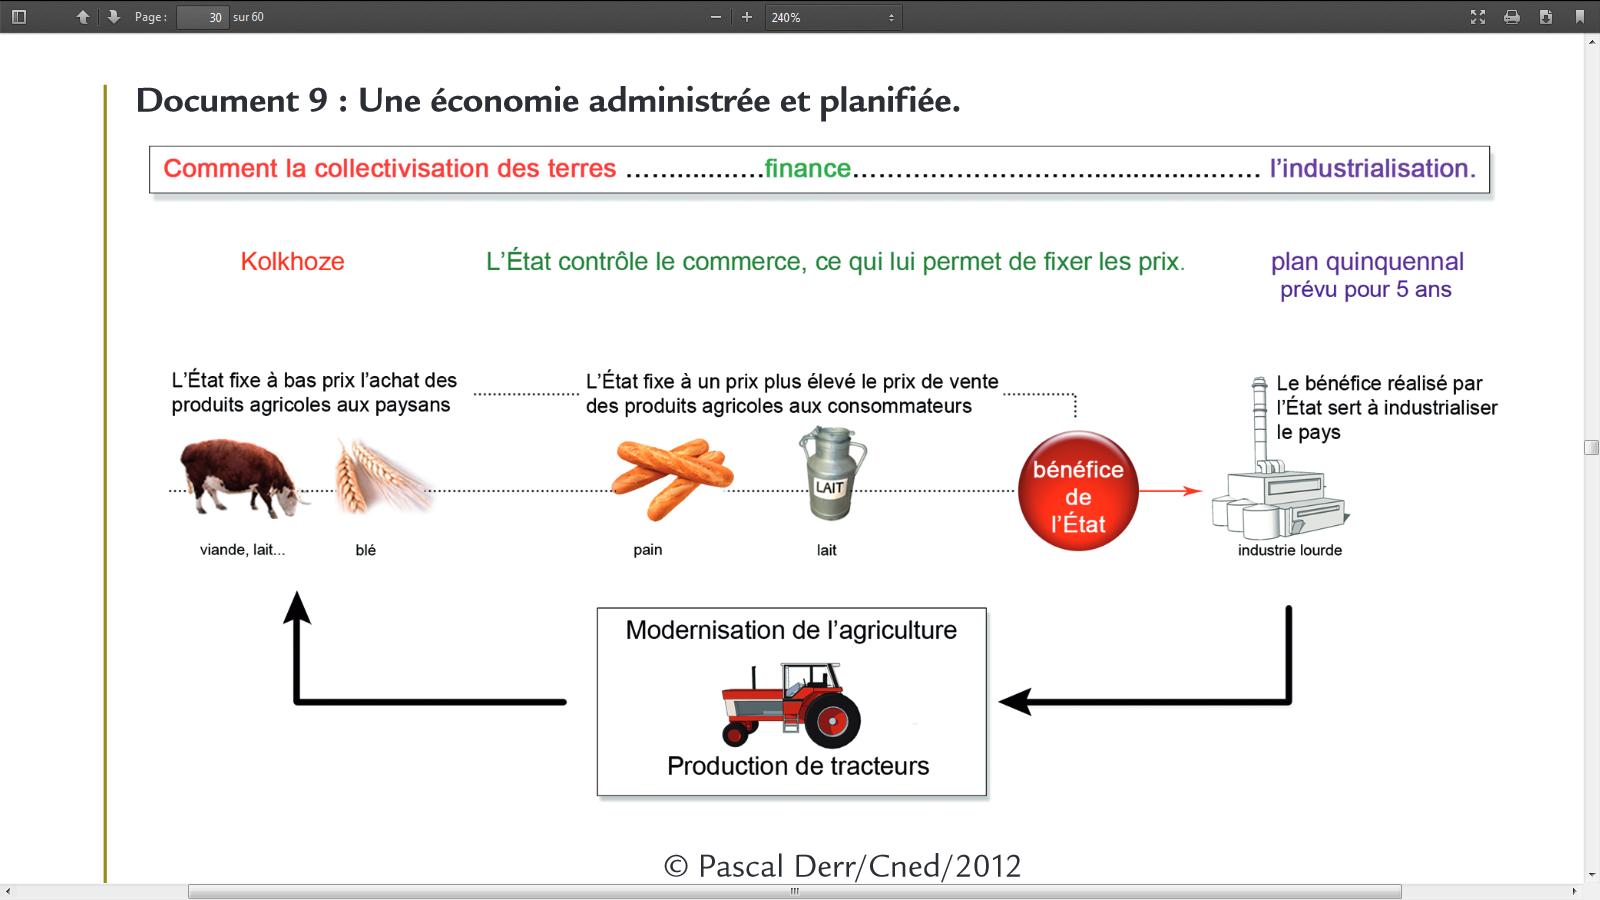 Page :
30
sur 60
240%
Document 9 : Une économie administrée et planifiée.
Comment la collectivisation des terres ...................finance................................................... l’industrialisation.
Kolkhoze
L’État contrôle le commerce, ce qui lui permet de fixer les prix.
plan quinquennal
prévu pour 5 ans
L’État fixe à bas prix l’achat des
produits agricoles aux paysans
L’État fixe à un prix plus élevé le prix de vente
des produits agricoles aux consommateurs
Le bénéfice réalisé par
l’État sert à industrialiser
le pays
LAIT
bénéfice
de
l’État
viande, lait...
blé
pain
lait
industrie lourde
Modernisation de l’agriculture
Production de tracteurs
© Pascal Derr/Cned/2012